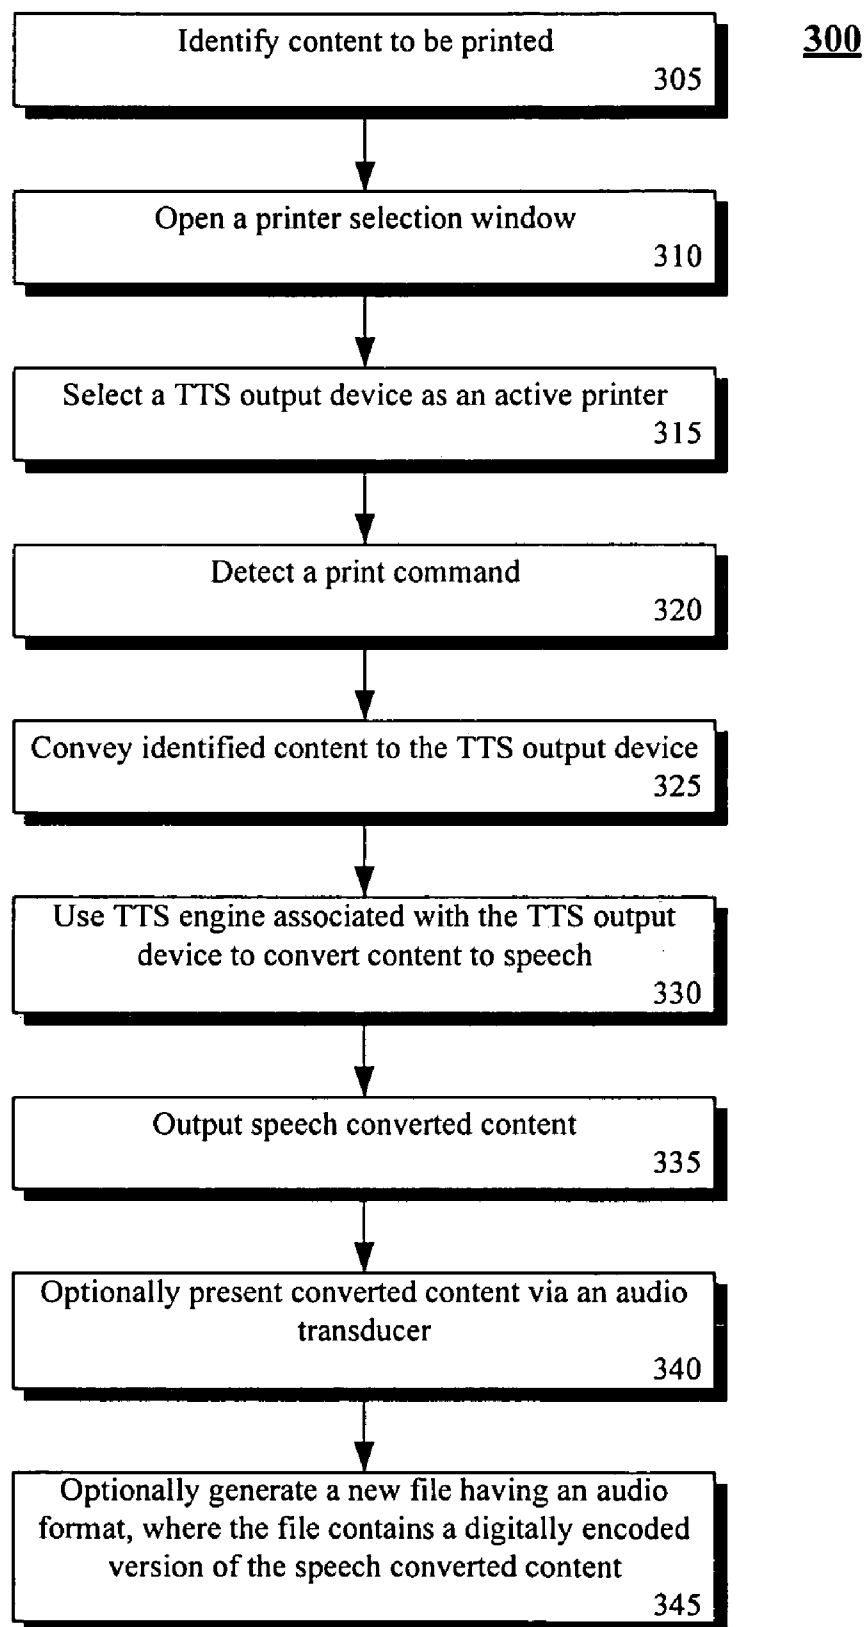 300
Identify content to be printed
305
Open a printer selection window
310
Select a TTS output device as an active printer
315
Detect a print command
320
Convey identified content to the TTS output device
325
Use TTS engine associated with the TTS output
device to convert content to speech
330
Output speech converted content
335
Optionally present converted content via an audio
transducer
340
Optionally generate a new file having an audio
format, where the file contains a digitally encoded
version of the speech converted content
345